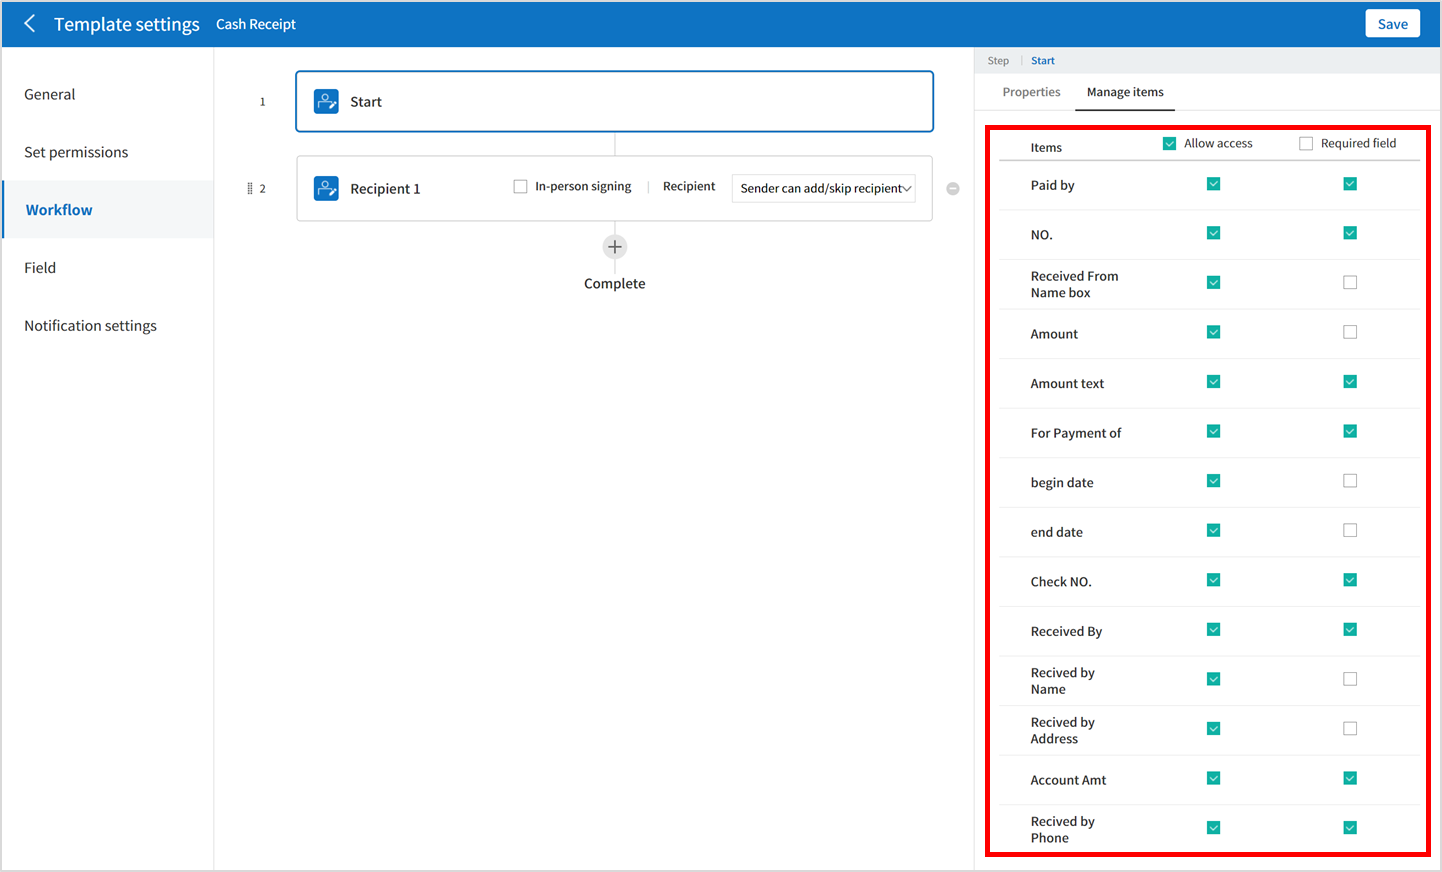 Template settings Cash Receipt Save
General
Set permissions
Workflow
Field
Notification settings
1 Start
2 Recipient 1 In-person signing Recipient Sender can add/skip recipient
Complete
Step Start
Properties Manage items
Items Allow access Required field
Paid by
NO.
Received From
Name box
Amount
Amount text
For Payment of
begin date
end date
Check NO.
Received By
Recived by
Name
Recived by
Address
Account Amt
Recived by
Phone